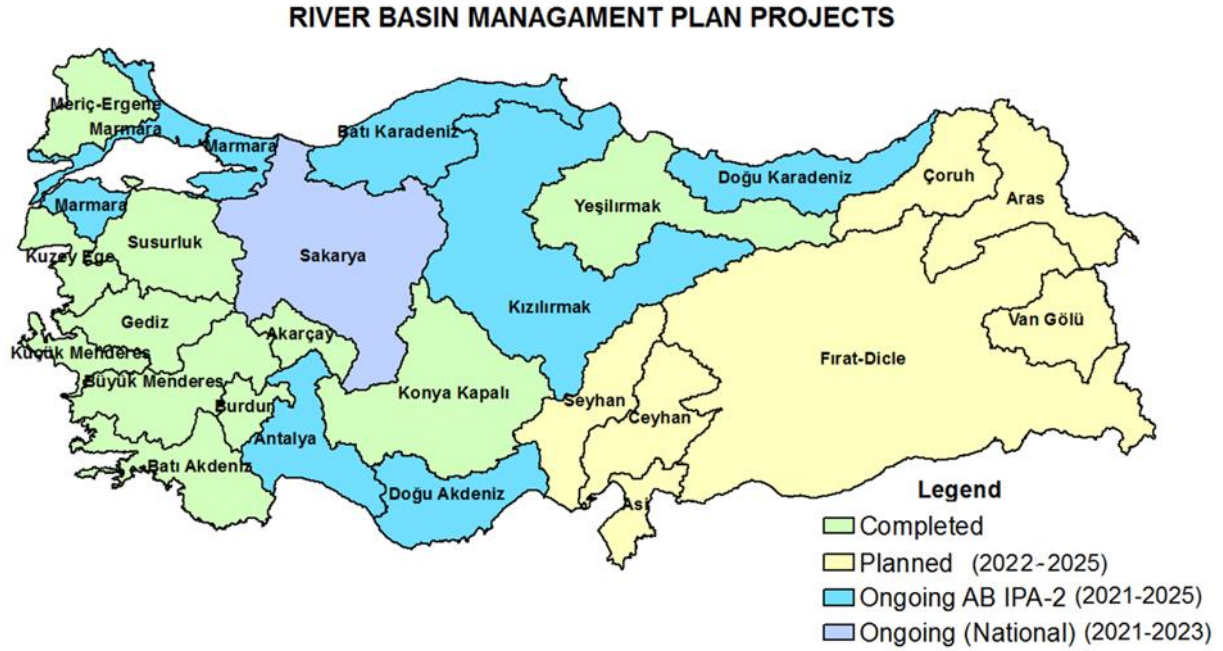 RIVER BASIN MANAGAMENT PLAN PROJECTS
Meriç-Ergene
Marmara
Marmara
Batı Karadeniz
Doğu Karadeniz
Çoruh
Aras
Marmara
Yeşilırmak
Susurluk
Kuzey Ege
Sakarya
Kızılırmak
Gediz
Akarçay
Van Gölü
Küçük Menderes
Fırat-Dicle
Büyük Menderes
Konya Kapalı
Seyhan
Burdur
Ceyhan
Antalya
Batı Akdeniz
Doğu Akdeniz
Asi
Legend
Completed
Planned (2022-2025)
Ongoing AB IPA-2 (2021-2025)
Ongoing (National) (2021-2023)